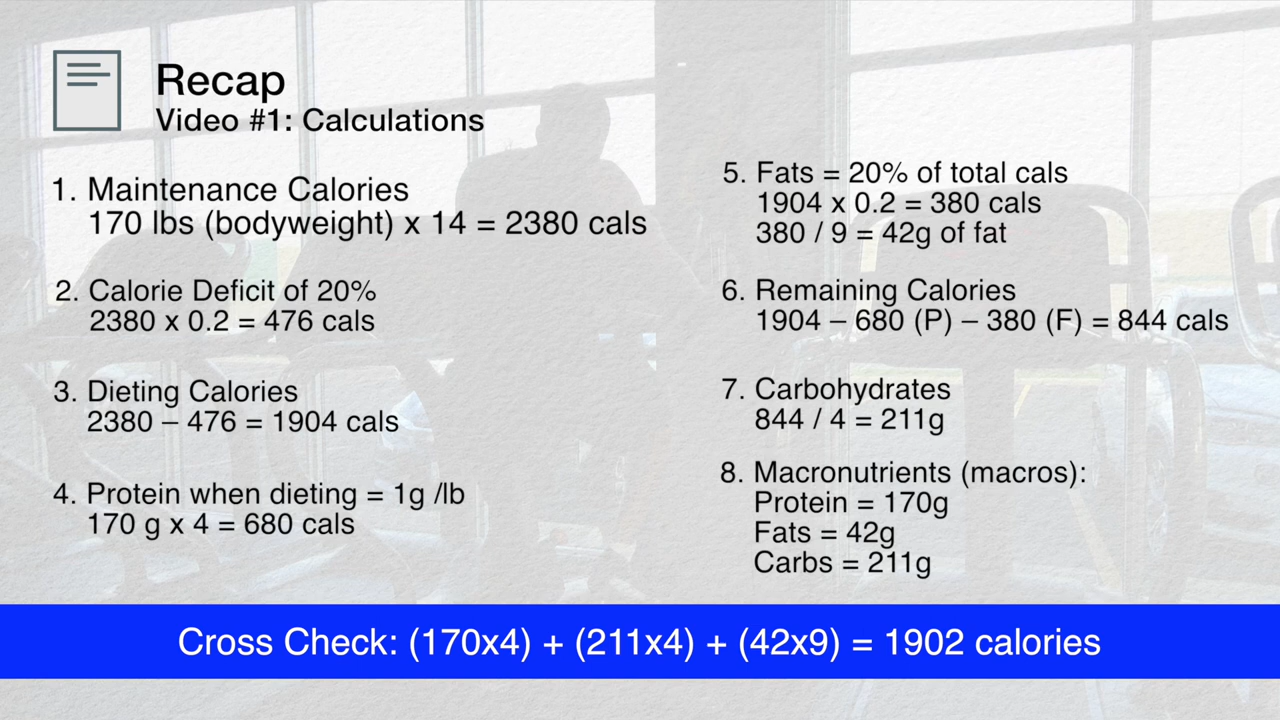 Recap
Video #1: Calculations
1. Maintenance Calories
170 lbs (bodyweight) x 14 = 2380 cals
2. Calorie Deficit of 20%
2380 x 0.2 = 476 cals
3. Dieting Calories
2380 – 476 = 1904 cals
4. Protein when dieting = 1g /lb
170 g x 4 = 680 cals
5. Fats = 20% of total cals
1904 x 0.2 = 380 cals
380 / 9 = 42g of fat
6. Remaining Calories
1904 – 680 (P) – 380 (F) = 844 cals
7. Carbohydrates
844 / 4 = 211g
8. Macronutrients (macros):
Protein = 170g
Fats = 42g
Carbs = 211g
Cross Check: (170x4) + (211x4) + (42x9) = 1902 calories